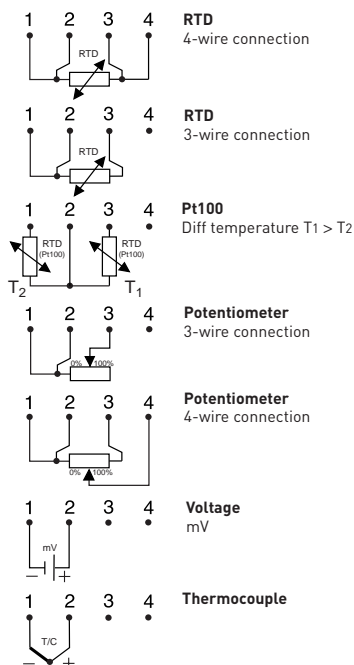 1 2 3 4 RTD
4-wire connection
RTD
1 2 3 4 RTD
3-wire connection
RTD
1 2 3 4 Pt100
Diff temperature T1 > T2
RTD RTD
(Pt100) (Pt100)
T2 T1
1 2 3 4 Potentiometer
3-wire connection
0% 100%
1 2 3 4 Potentiometer
4-wire connection
0% 100%
1 2 3 4 Voltage
mV
mV
– +
1 2 3 4 Thermocouple
T/C
– +